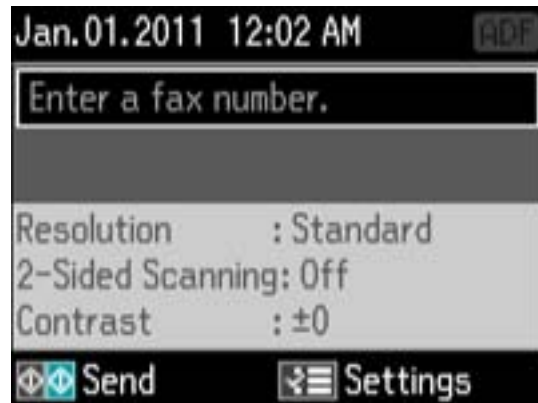 Jan.01.2011 12:02 AM ADF
Enter a fax number.
Resolution : Standard
2-Sided Scanning: Off
Contrast : ±0
Send Settings